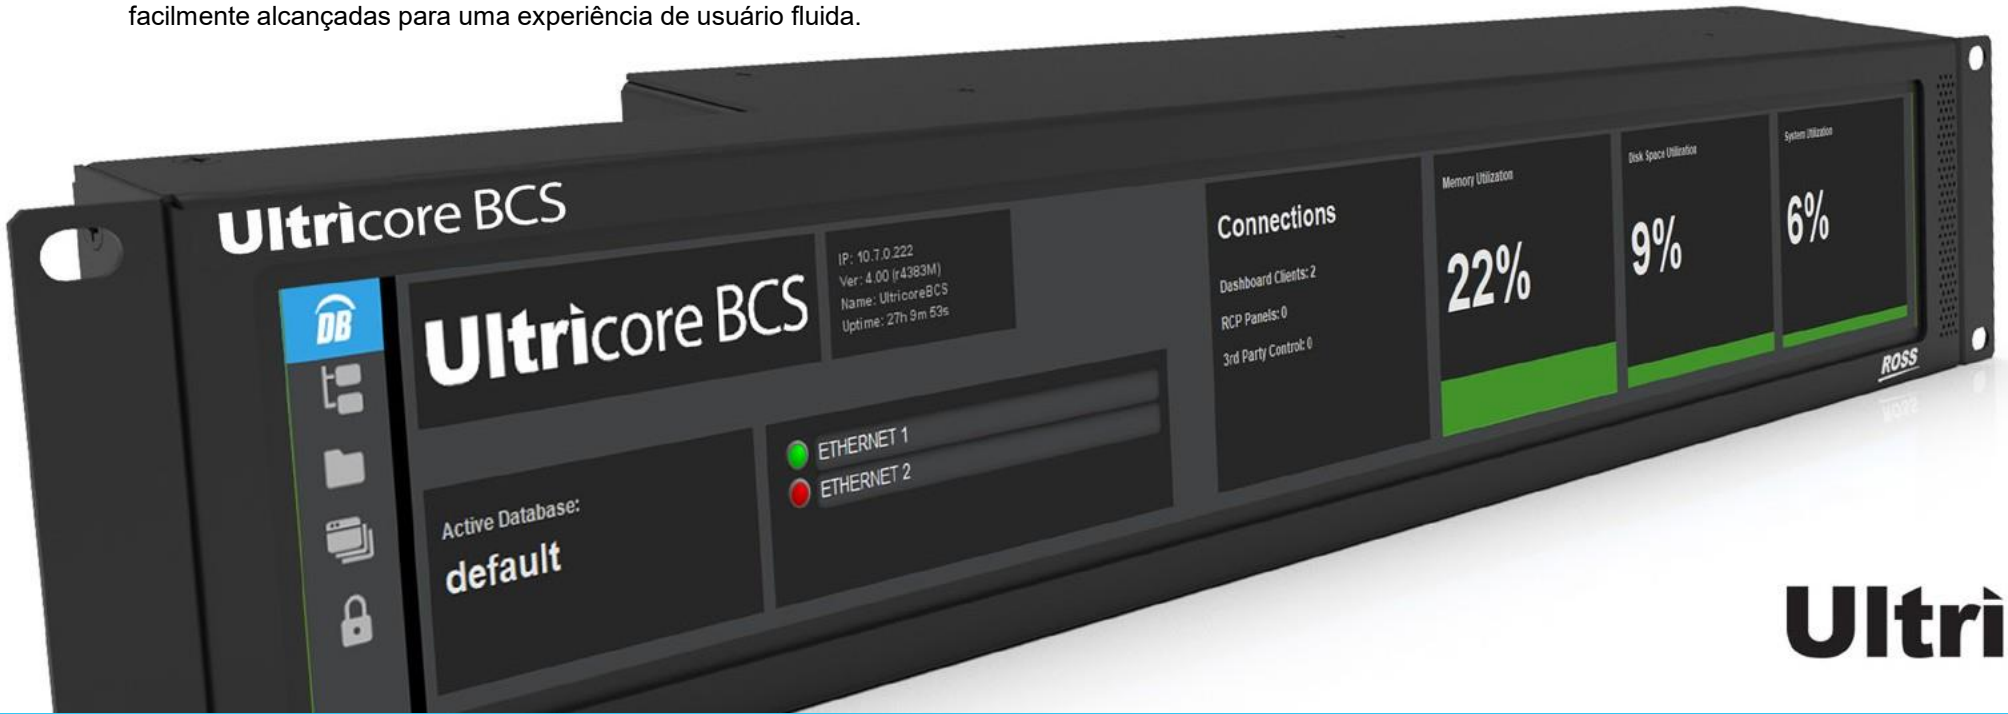 facilmente alcançadas para uma experiência de usuário fluida.
Ultricore BCS
DB
Ultricore BCS
IP: 10.7.0.222
Ver: 4.00 (r4383M)
Name: UltricoreBCS
Uptime: 27h 9m 53s
Active Database:
default
ETHERNET 1
ETHERNET 2
Connections
Dashboard Clients: 2
RCP Panels: 0
3rd Party Control: 0
Memory Utilization
22%
Disk Space Utilization
9%
System Utilization
6%
ROSS
Ultri